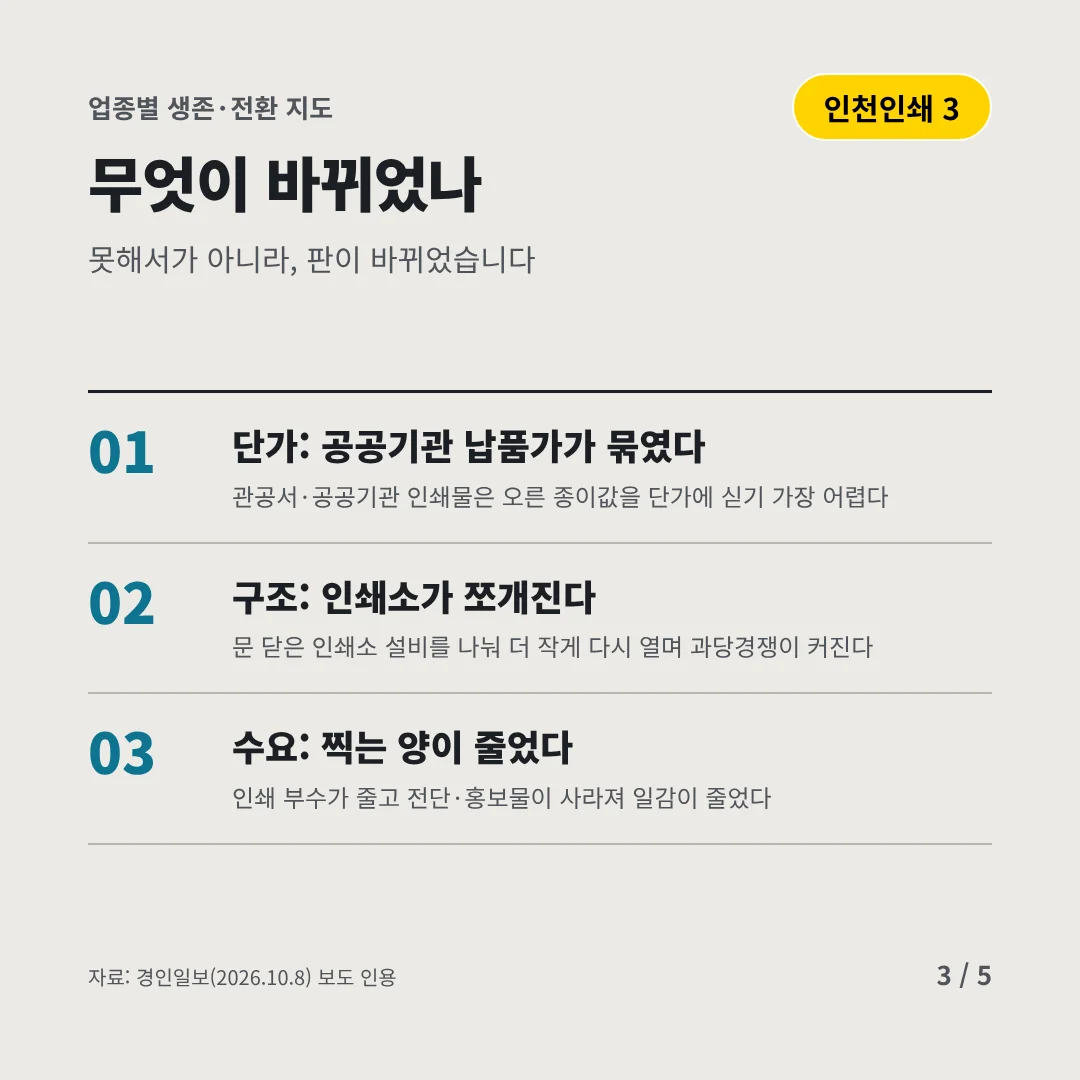 업종별 생존·전환 지도
인천인쇄 3
무엇이 바뀌었나
못해서가 아니라, 판이 바뀌었습니다
01
단가: 공공기관 납품가가 묶였다
관공서·공공기관 인쇄물은 오른 종이값을 단가에 싣기 가장 어렵다
02
구조: 인쇄소가 쪼개진다
문 닫은 인쇄소 설비를 나눠 더 작게 다시 열며 과당경쟁이 커진다
03
수요: 찍는 양이 줄었다
인쇄 부수가 줄고 전단·홍보물이 사라져 일감이 줄었다
자료: 경인일보(2026.10.8) 보도 인용
3 / 5